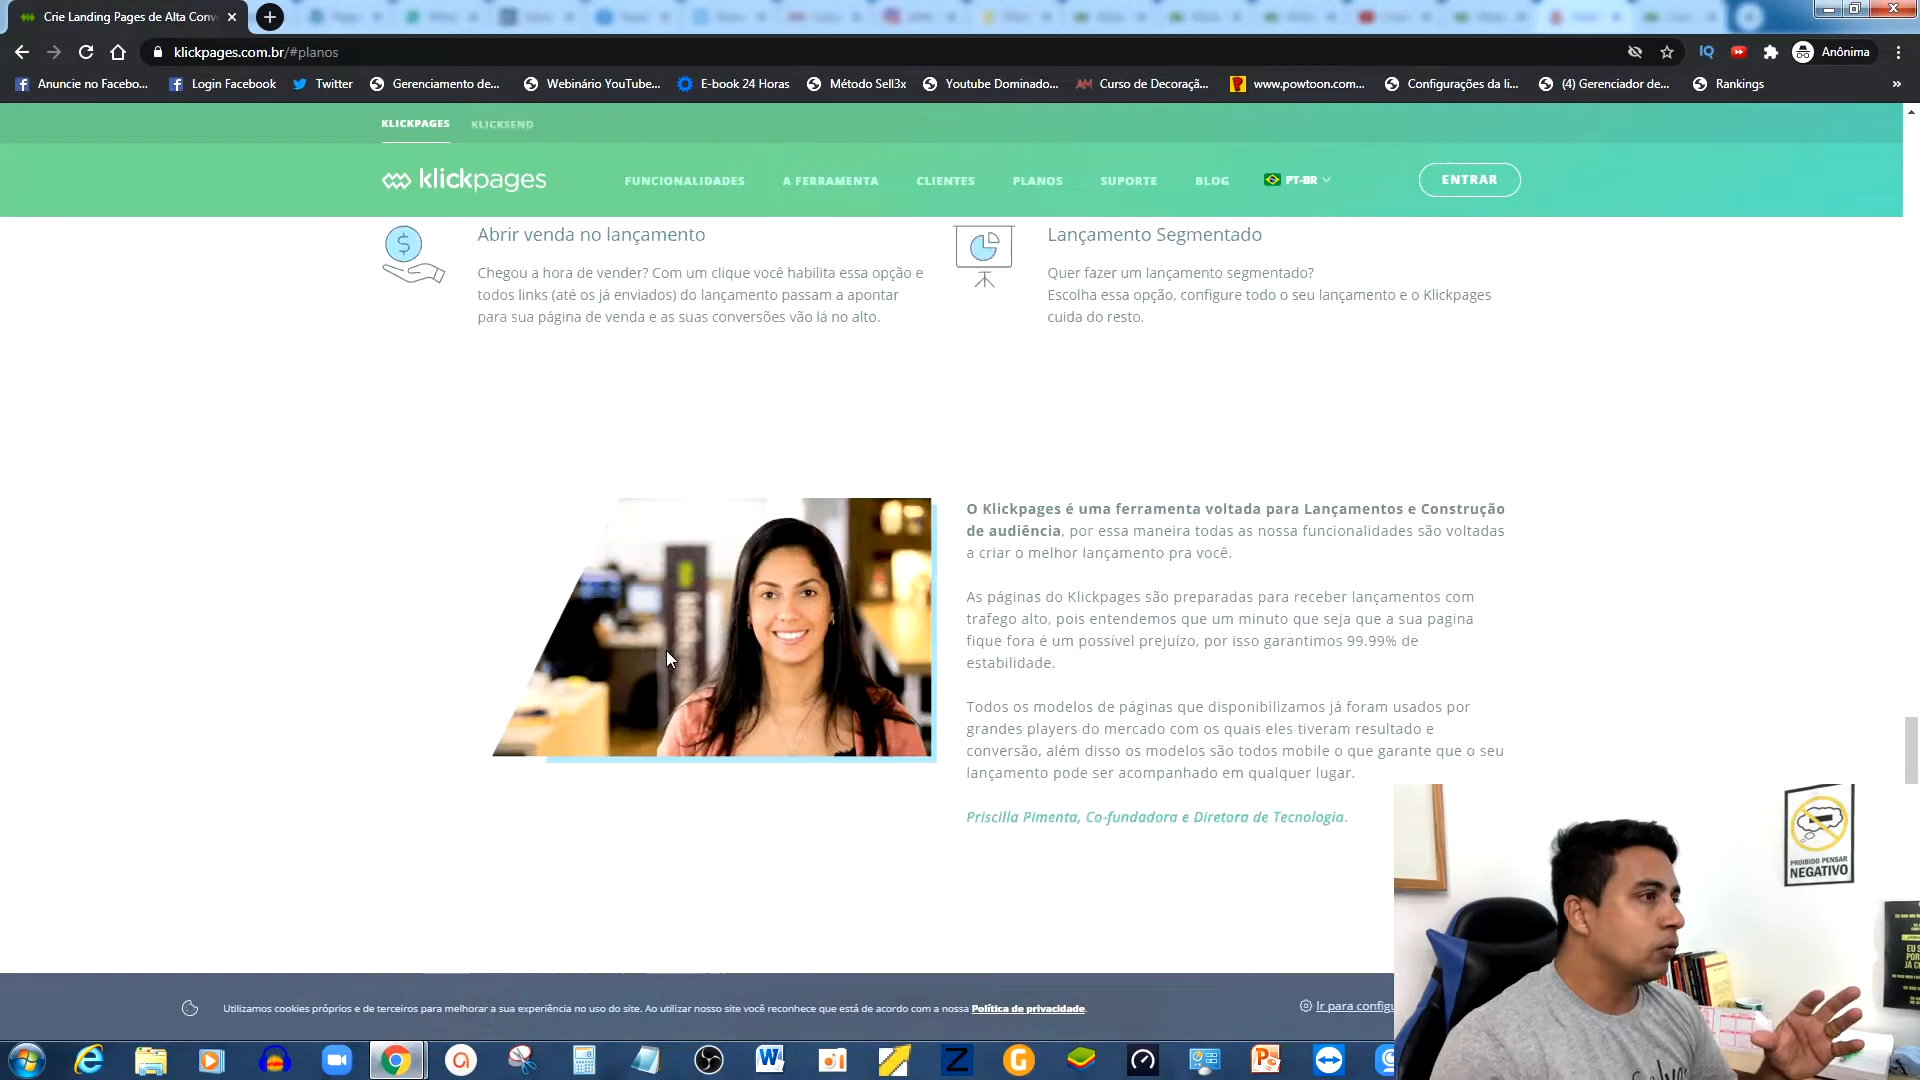 Crie Landing Pages de Alta Conv
klickpages.com.br/#planos
IQ
Anônima
Anuncie no Facebo...
Login Facebook
Twitter
Gerenciamento de...
Webinário YouTube...
E-book 24 Horas
Método Sell3x
Youtube Dominado...
AM
Curso de Decoraçã...
www.powtoon.com...
Configurações da li...
(4) Gerenciador de...
Rankings
»
KLICKPAGES
KLICKSEND
klickpages
FUNCIONALIDADES
A FERRAMENTA
CLIENTES
PLANOS
SUPORTE
BLOG
PT-BR
ENTRAR
Abrir venda no lançamento
Chegou a hora de vender? Com um clique você habilita essa opção e
todos links (até os já enviados) do lançamento passam a apontar
para sua página de venda e as suas conversões vão lá no alto.
Lançamento Segmentado
Quer fazer um lançamento segmentado?
Escolha essa opção, configure todo o seu lançamento e o Klickpages
cuida do resto.
O Klickpages é uma ferramenta voltada para Lançamentos e Construção
de audiência, por essa maneira todas as nossa funcionalidades são voltadas
a criar o melhor lançamento pra você.
As páginas do Klickpages são preparadas para receber lançamentos com
trafego alto, pois entendemos que um minuto que seja que a sua pagina
fique fora é um possível prejuízo, por isso garantimos 99.99% de
estabilidade.
Todos os modelos de páginas que disponibilizamos já foram usados por
grandes players do mercado com os quais eles tiveram resultado e
conversão, além disso os modelos são todos mobile o que garante que o seu
lançamento pode ser acompanhado em qualquer lugar.
Priscilla Pimenta, Co-fundadora e Diretora de Tecnologia.
PROIBIDO PENSAR
NEGATIVO
EU S
POR
JÁ C
Utilizamos cookies próprios e de terceiros para melhorar a sua experiência no uso do site. Ao utilizar nosso site você reconhece que está de acordo com a nossa Política de privacidade.
Ir para configu